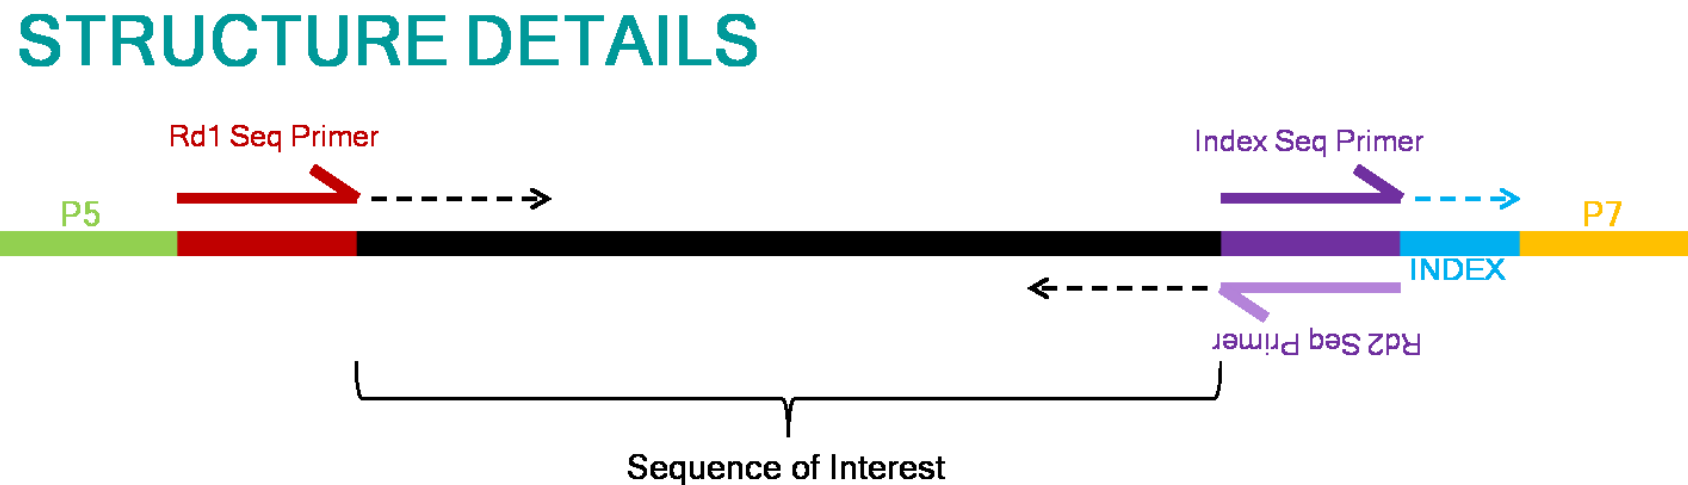 STRUCTURE DETAILS
Rd1 Seq Primer
Index Seq Primer
P5
P7
INDEX
Rd2 Seq Primer
Sequence of Interest